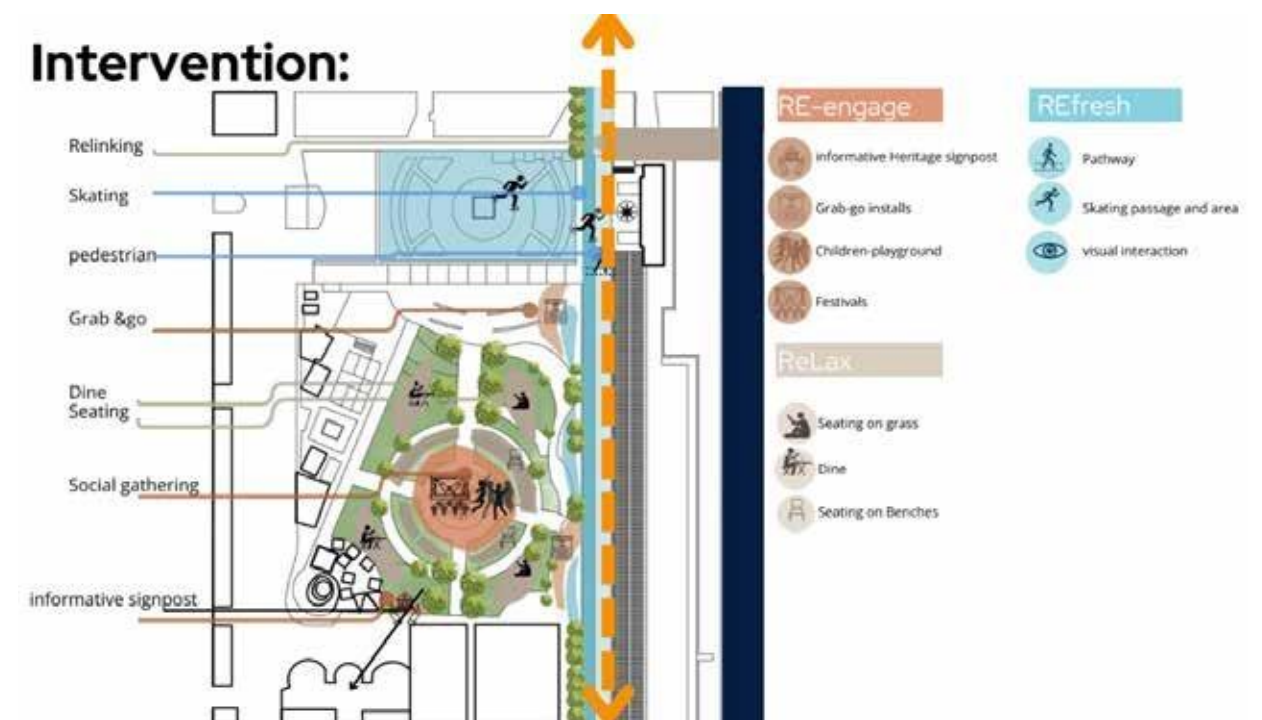 Intervention:
Relinking
Skating
pedestrian
Grab &go
Dine
Seating
Social gathering
informative signpost
RE-engage
informative Heritage signpost
Grab-go installs
Children-playground
Festivals
REfresh
Pathway
Skating passage and area
visual interaction
ReLax
Seating on grass
Dine
Seating on Benches